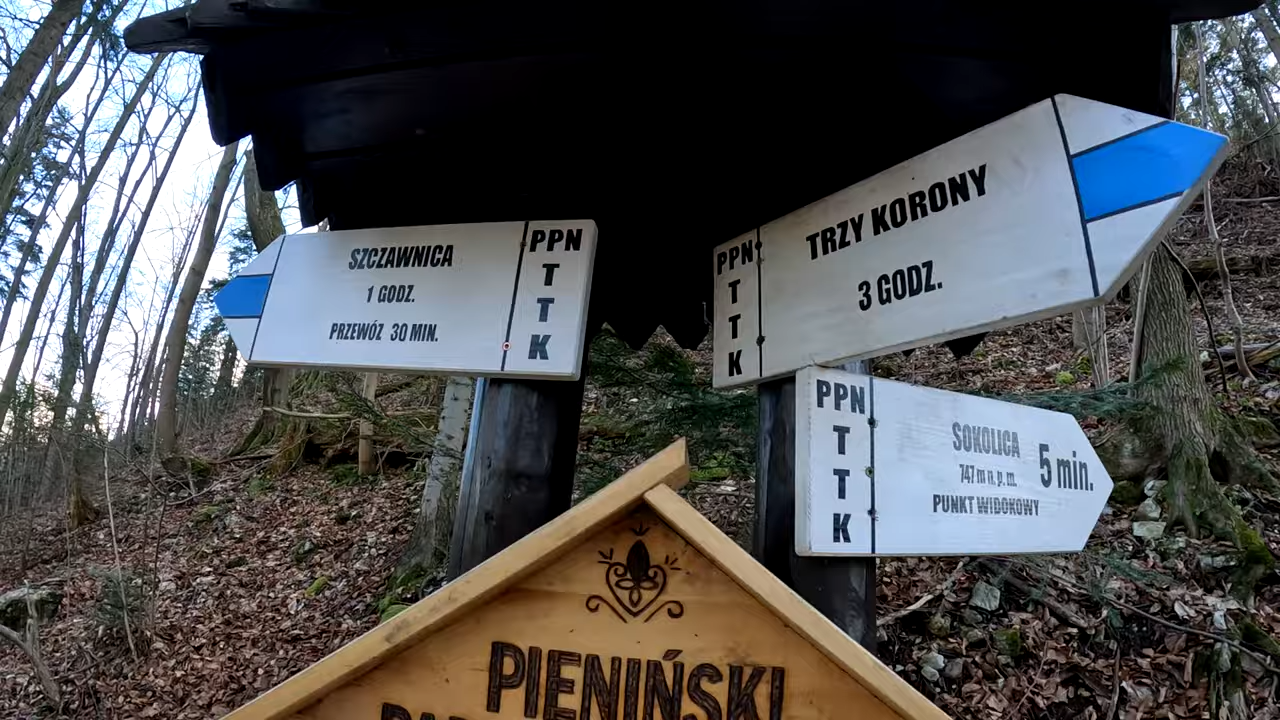 SZCZAWNICA
1 GODZ.
PRZEWÓZ 30 MIN.
PPN
T
T
K
PPN
T
T
K
TRZY KORONY
3 GODZ.
PPN
T
T
K
SOKOLICA
747 m n. p. m.
PUNKT WIDOKOWY
5 min.
PIENIŃSKI